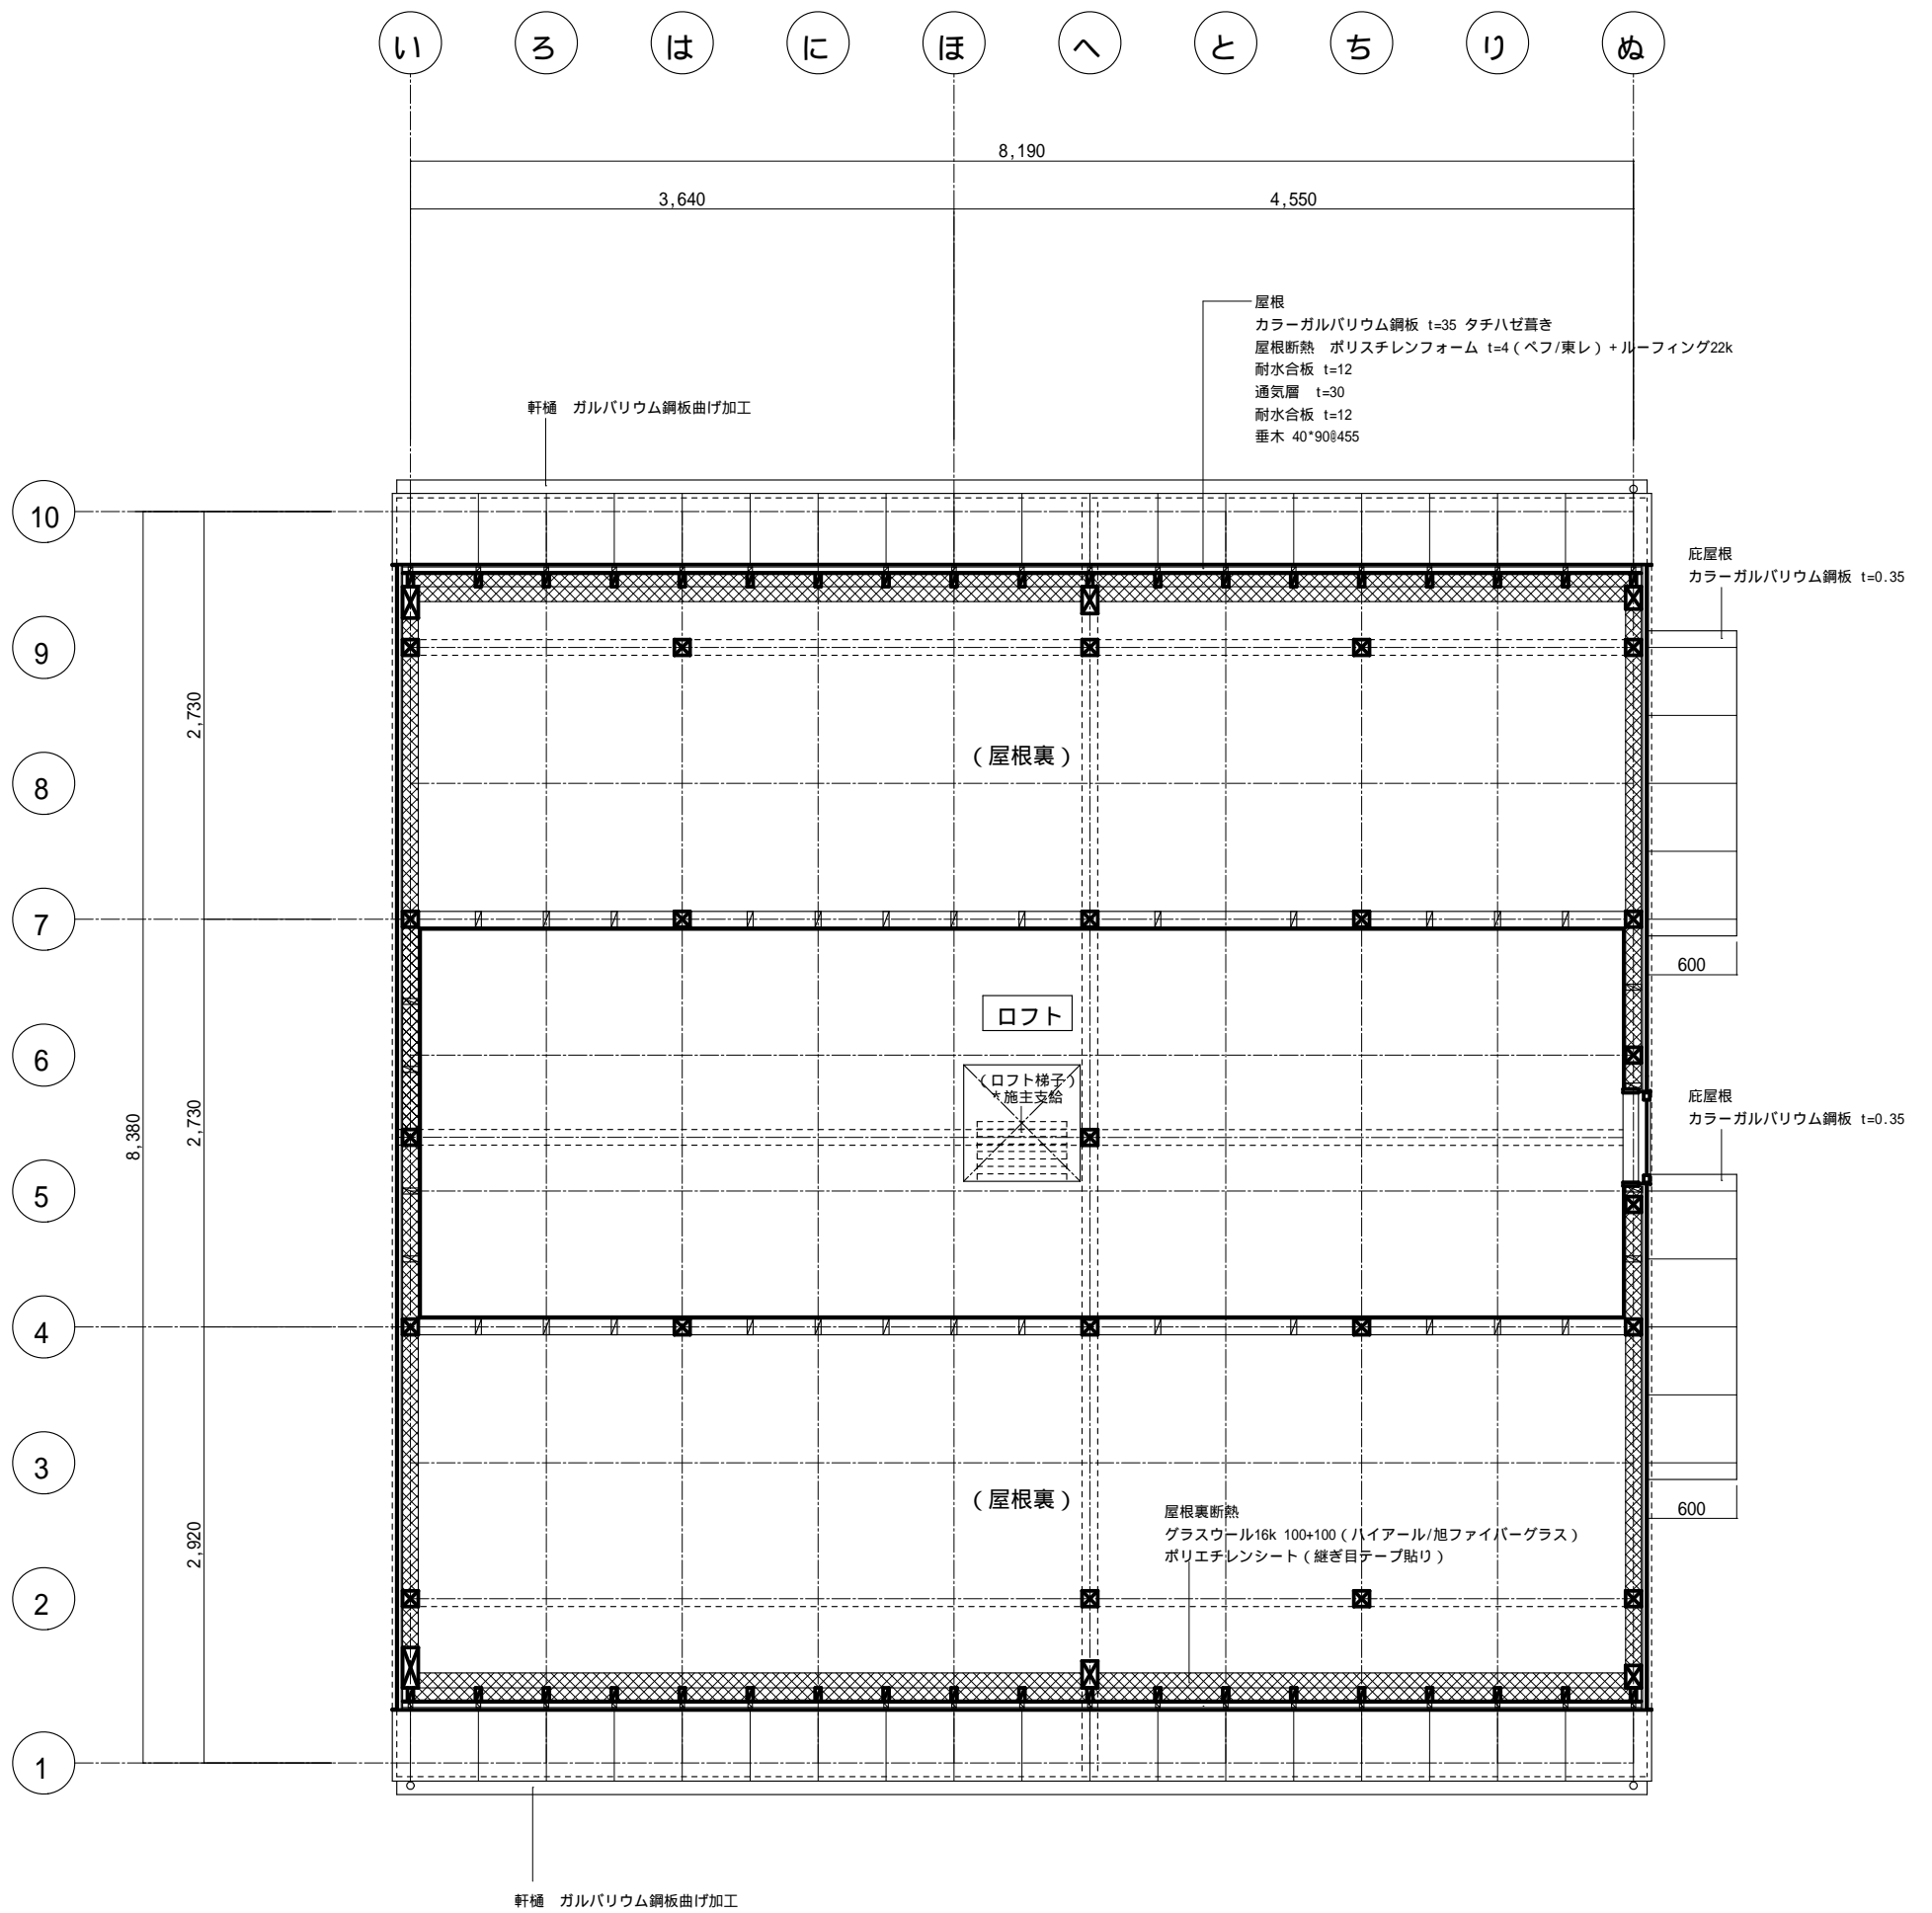 い ろ は に ほ へ と ち り ぬ
8,190
3,640 4,550
屋根
カラーガルバリウム鋼板 t=35 タチハゼ葺き
屋根断熱 ポリスチレンフォーム t=4（ペフ/東レ）+ルーフィング22k
耐水合板 t=12
通気層 t=30
耐水合板 t=12
垂木 40*90@455
軒樋 ガルバリウム鋼板曲げ加工
10
庇屋根
カラーガルバリウム鋼板 t=0.35
9
2,730
（屋根裏）
8
7
600
ロフト
6
（ロフト梯子）
*施主支給
庇屋根
カラーガルバリウム鋼板 t=0.35
8,380
2,730
5
4
3
（屋根裏）
屋根裏断熱
グラスウール16k 100+100（ハイアール/旭ファイバーグラス）
ポリエチレンシート（継ぎ目テープ貼り）
600
2,920
2
1
軒樋 ガルバリウム鋼板曲げ加工